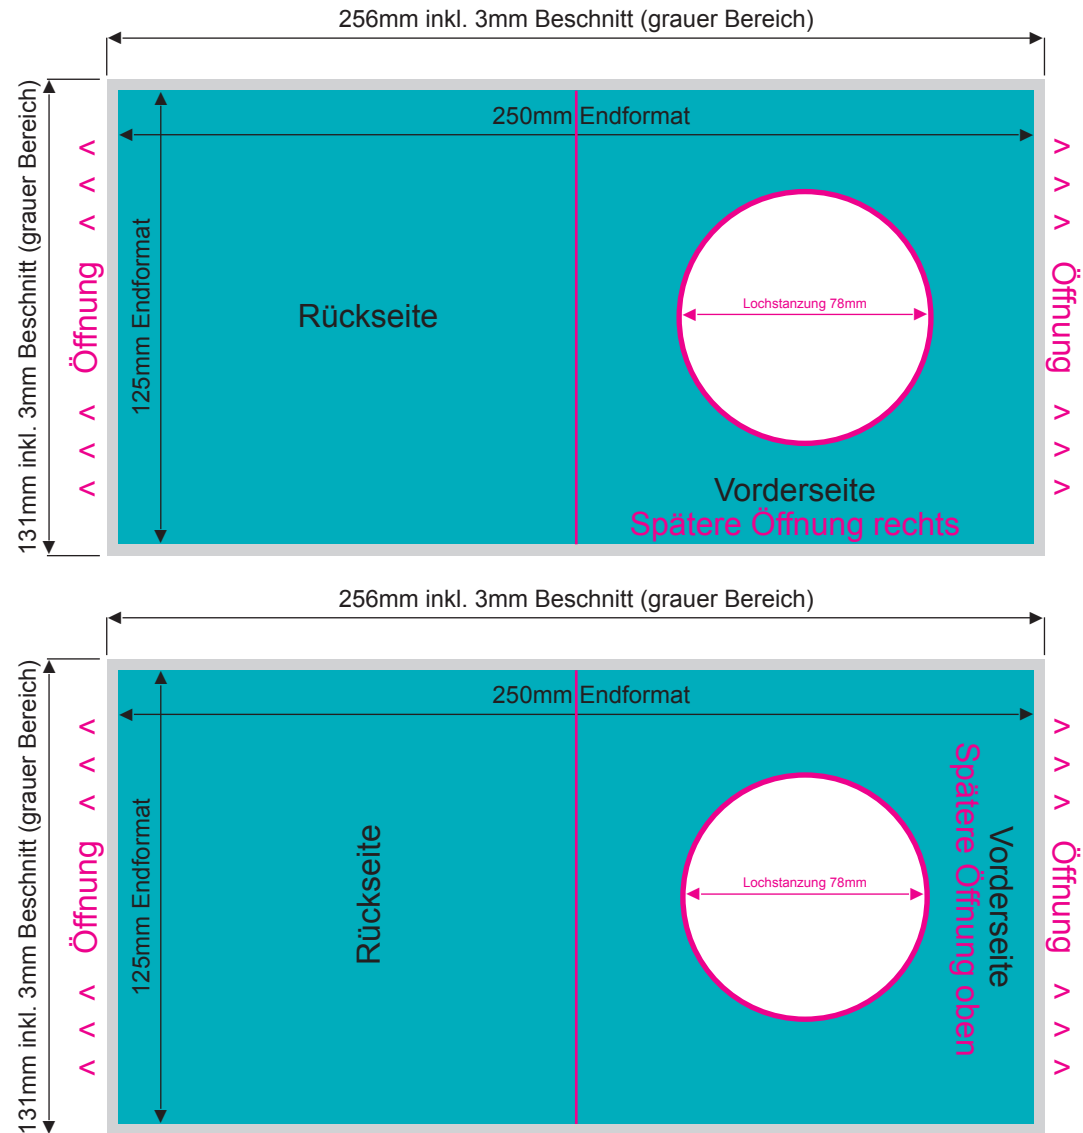 256mm inkl. 3mm Beschnitt (grauer Bereich)
131mm inkl. 3mm Beschnitt (grauer Bereich)
< < < Öffnung < < <
250mm Endformat
125mm Endformat
Rückseite
Lochstanzung 78mm
Vorderseite
Spätere Öffnung rechts
> > > Öffnung > > >
256mm inkl. 3mm Beschnitt (grauer Bereich)
131mm inkl. 3mm Beschnitt (grauer Bereich)
< < < Öffnung < < <
250mm Endformat
125mm Endformat
Rückseite
Lochstanzung 78mm
Vorderseite
Spätere Öffnung oben
> > > Öffnung > > >